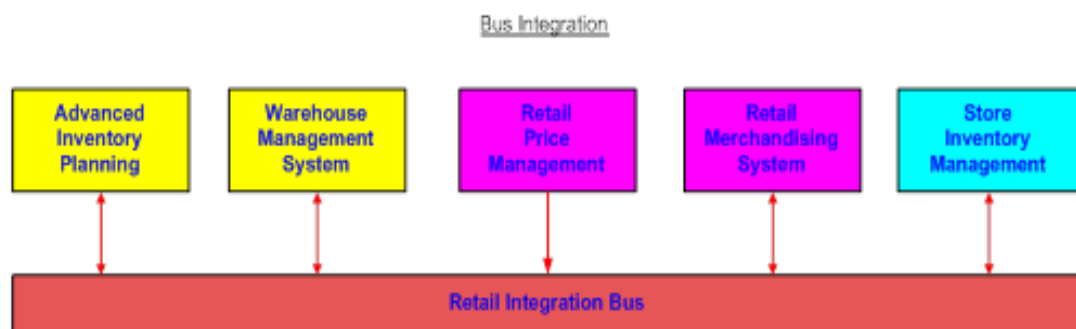 Bus Integration
Advanced
Inventory
Planning
Warehouse
Management
System
Retail
Price
Management
Retail
Merchandising
System
Store
Inventory
Management
Retail Integration Bus